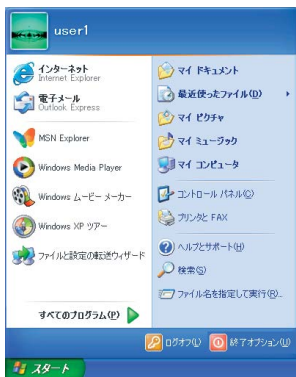 user1
インターネット
Internet Explorer
電子メール
Outlook Express
MSN Explorer
Windows Media Player
Windows ムービー メーカー
Windows XP ツアー
ファイルと設定の転送ウィザード
すべてのプログラム(P)
マイ ドキュメント
最近使ったファイル(D)
マイ ピクチャ
マイ ミュージック
マイ コンピュータ
コントロール パネル(C)
プリンタと FAX
ヘルプとサポート(H)
検索(S)
ファイル名を指定して実行(R)...
ログオフ(L)
終了オプション(U)
スタート